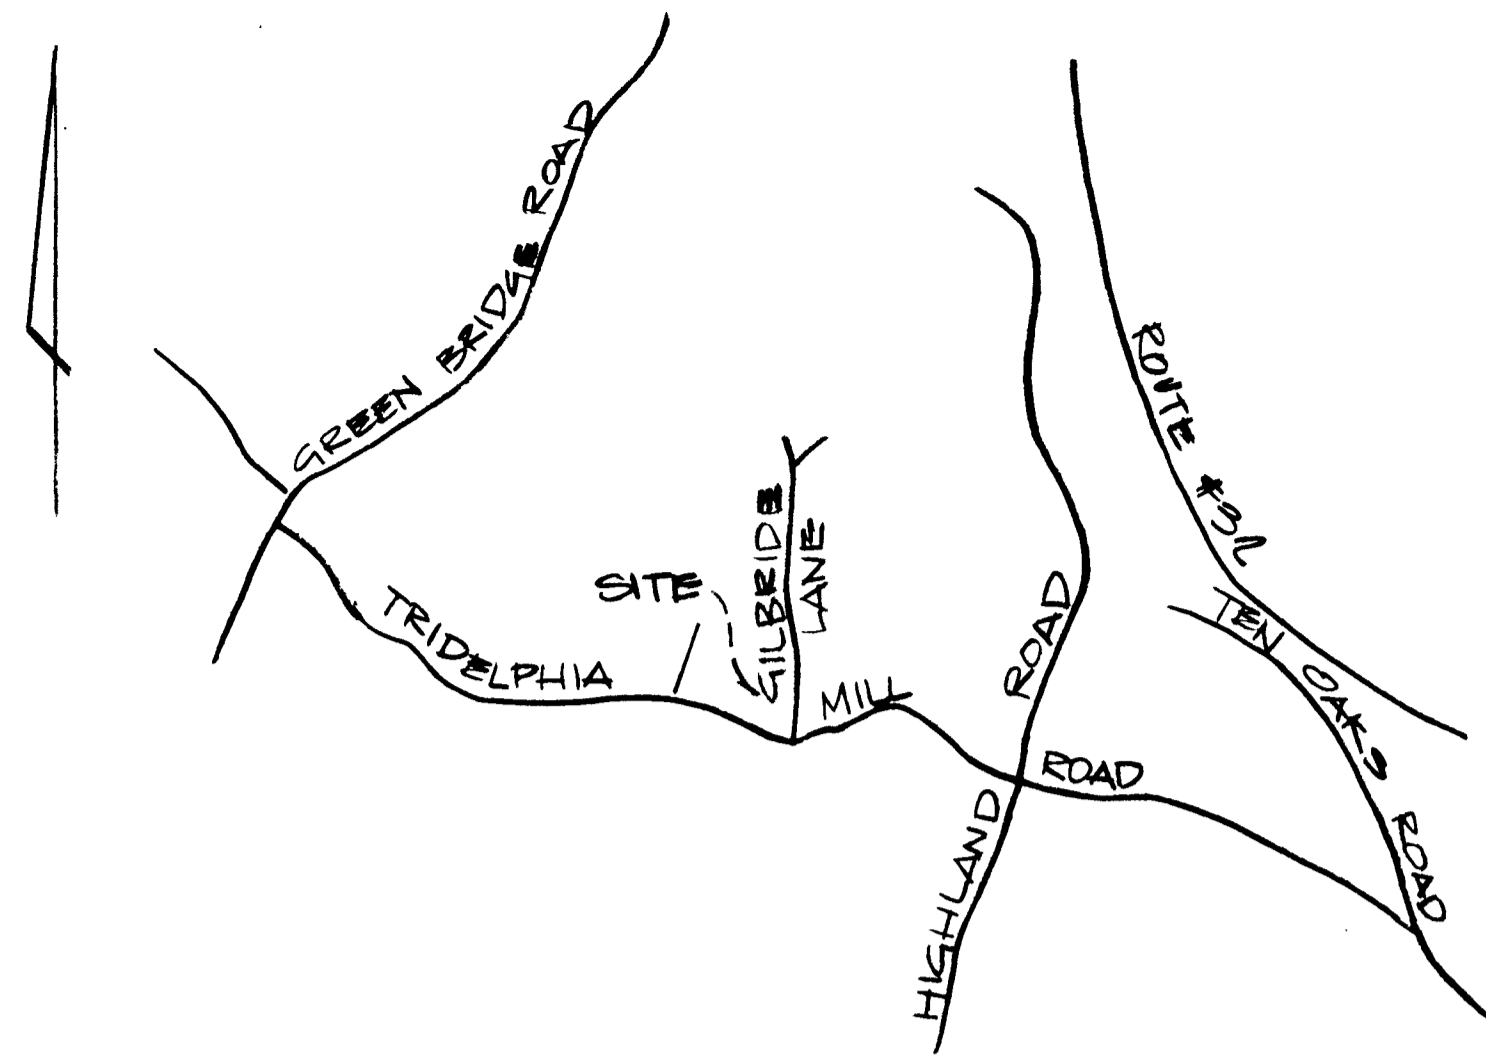 GREEN BRIDGE ROAD
ROUTE #32
SITE
GILBRIDE
LANE
TEN OAKS ROAD
TRIDELPHIA MILL ROAD
HIGHLAND ROAD